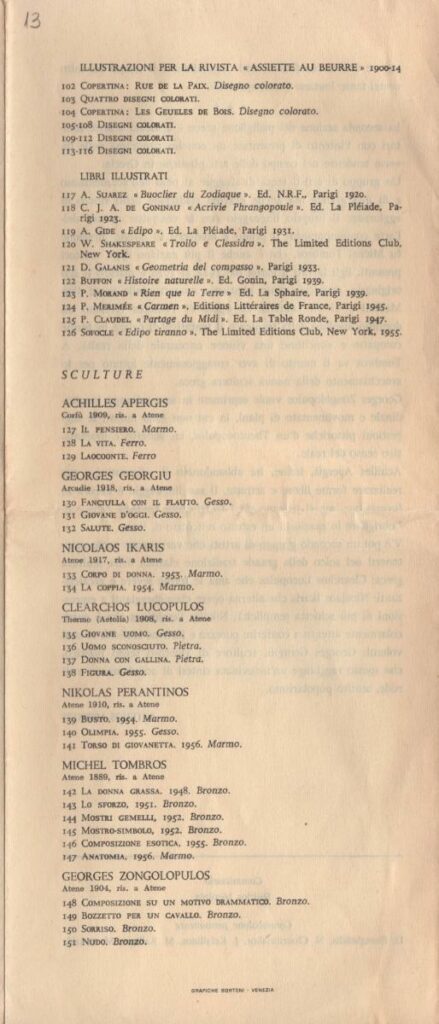 13
ILLUSTRAZIONI PER LA RIVISTA « ASSIETTE AU BEURRE » 1900-14
102 COPERTINA: RUE DE LA PAIX. Disegno colorato.
103 QUATTRO DISEGNI COLORATI.
104 COPERTINA: LES GEUELES DE BOIS. Disegno colorato.
105-108 DISEGNI COLORATI.
109-112 DISEGNI COLORATI.
113-116 DISEGNI COLORATI.
LIBRI ILLUSTRATI
117 A. SUAREZ « Buoclier du Zodiaque ». Ed. N.R.F., Parigi 1920.
118 C. J. A. DE GONINAU « Acrivie Phrangopoule ». Ed. La Pléiade, Pa-
rigi 1923.
119 A. GIDE « Edipo ». Ed. La Pléiade, Parigi 1931.
120 W. SHAKESPEARE « Troilo e Clessidra ». The Limited Editions Club,
New York.
121 D. GALANIS « Geometria del compasso ». Parigi 1933.
122 BUFFON « Histoire naturelle ». Ed. Gonin, Parigi 1939.
123 P. MORAND « Rien que la Terre » Ed. La Sphaire, Parigi 1939.
124 P. MERIMÉE « Carmen ». Editions Littéraires de France, Parigi 1945.
125 P. CLAUDEL « Partage du Midi ». Ed. La Table Ronde, Parigi 1947.
126 SOFOCLE « Edipo tiranno ». The Limited Editions Club, New York, 1955.
SCULTURE
ACHILLES APERGIS
Corfù 1909, ris. a Atene
127 IL PENSIERO. Marmo.
128 LA VITA. Ferro.
129 LAOCOONTE. Ferro
GEORGES GEORGIU
Arcadie 1918, ris. a Atene
130 FANCIULLA CON IL FLAUTO. Gesso.
131 GIOVANE D'OGGI. Gesso.
132 SALUTE. Gesso.
NICOLAOS IKARIS
Atene 1917, ris. a Atene
133 CORPO DI DONNA. 1953. Marmo.
134 LA COPPIA. 1954. Marmo.
CLEARCHOS LUCOPULOS
Thermo (Aetolia) 1908, ris. a Atene
135 GIOVANE UOMO. Gesso.
136 UOMO SCONOSCIUTO. Pietra.
137 DONNA CON GALLINA. Pietra.
138 FIGURA. Gesso.
NIKOLAS PERANTINOS
Atene 1910, ris. a Atene
139 BUSTO. 1954. Marmo.
140 OLIMPIA. 1955. Gesso.
141 TORSO DI GIOVANETTA. 1956. Marmo.
MICHEL TOMBROS
Atene 1889, ris. a Atene
142 LA DONNA GRASSA. 1948. Bronzo.
143 LO SFORZO, 1951. Bronzo.
144 MOSTRI GEMELLI, 1952. Bronzo.
145 MOSTRO-SIMBOLO, 1952. Bronzo.
146 COMPOSIZIONE ESOTICA, 1955. Bronzo.
147 ANATOMIA, 1956. Marmo.
GEORGES ZONGOLOPULOS
Atene 1904, ris. a Atene
148 COMPOSIZIONE SU UN MOTIVO DRAMMATICO. Bronzo.
149 BOZZETTO PER UN CAVALLO. Bronzo.
150 SORRISO. Bronzo.
151 NUDO. Bronzo.
GRAFICHE SORTENI - VENEZIA